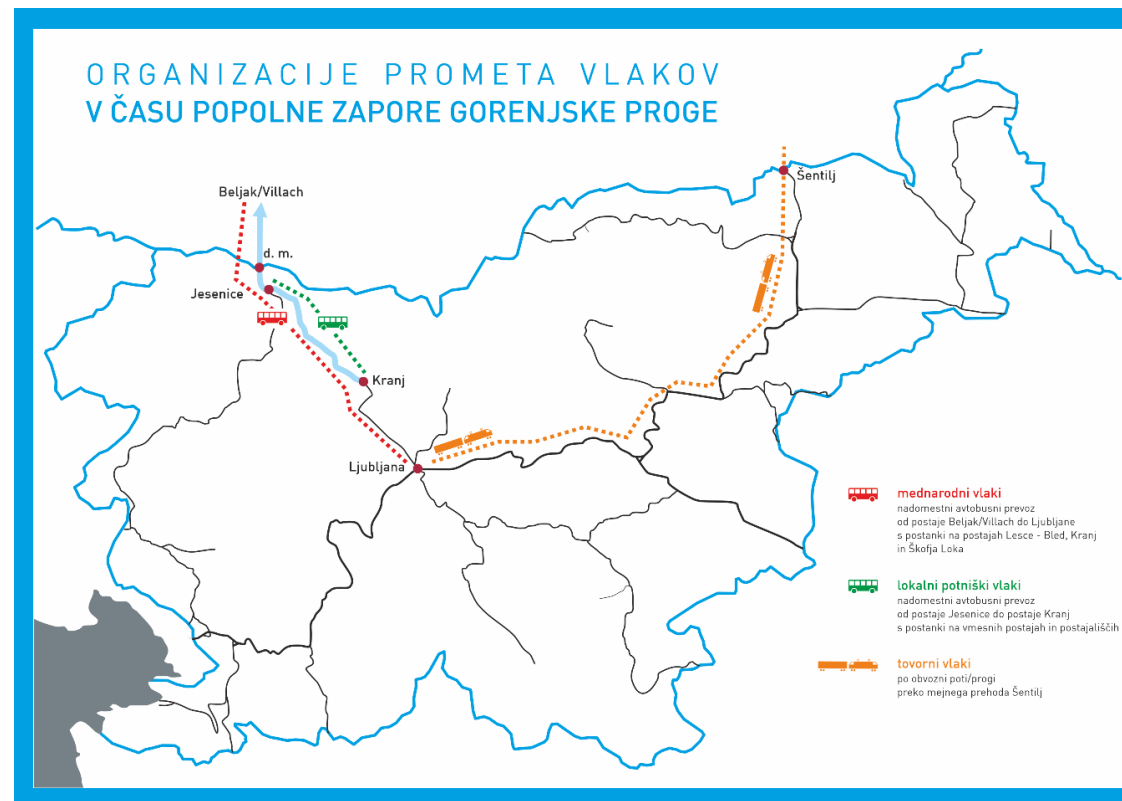 ORGANIZACIJE PROMETA VLAKOV
V ČASU POPOLNE ZAPORE GORENJSKE PROGE
Beljak/Villach
Šentilj
d. m.
Jesenice
Kranj
Ljubljana
mednarodni vlaki
nadomestni avtobusni prevoz
od postaje Beljak/Villach do Ljubljane
s postanki na postajah Lesce - Bled, Kranj
in Škofja Loka
lokalni potniški vlaki
nadomestni avtobusni prevoz
od postaje Jesenice do postaje Kranj
s postanki na vmesnih postajah in postajališčih
tovorni vlaki
po obvozni poti/progi
preko mejnega prehoda Šentilj